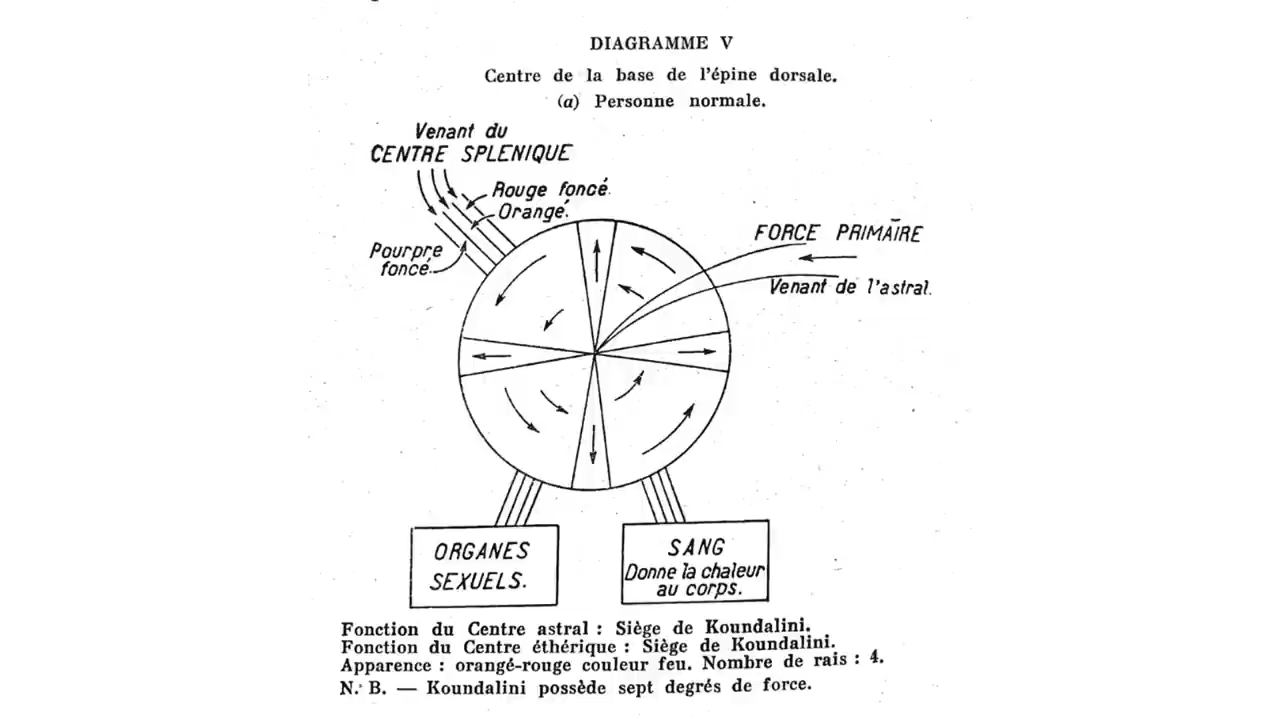 DIAGRAMME V
Centre de la base de l'épine dorsale.
(a) Personne normale.
Venant du
CENTRE SPLENIQUE
Rouge foncé.
Orangé.
Pourpre
foncé.
FORCE PRIMAIRE
Venant de l'astral.
ORGANES
SEXUELS.
SANG
Donne la chaleur
au corps.
Fonction du Centre astral : Siège de Koundalini.
Fonction du Centre éthérique : Siège de Koundalini.
Apparence : orangé-rouge couleur feu. Nombre de rais : 4.
N. B. — Koundalini possède sept degrés de force.